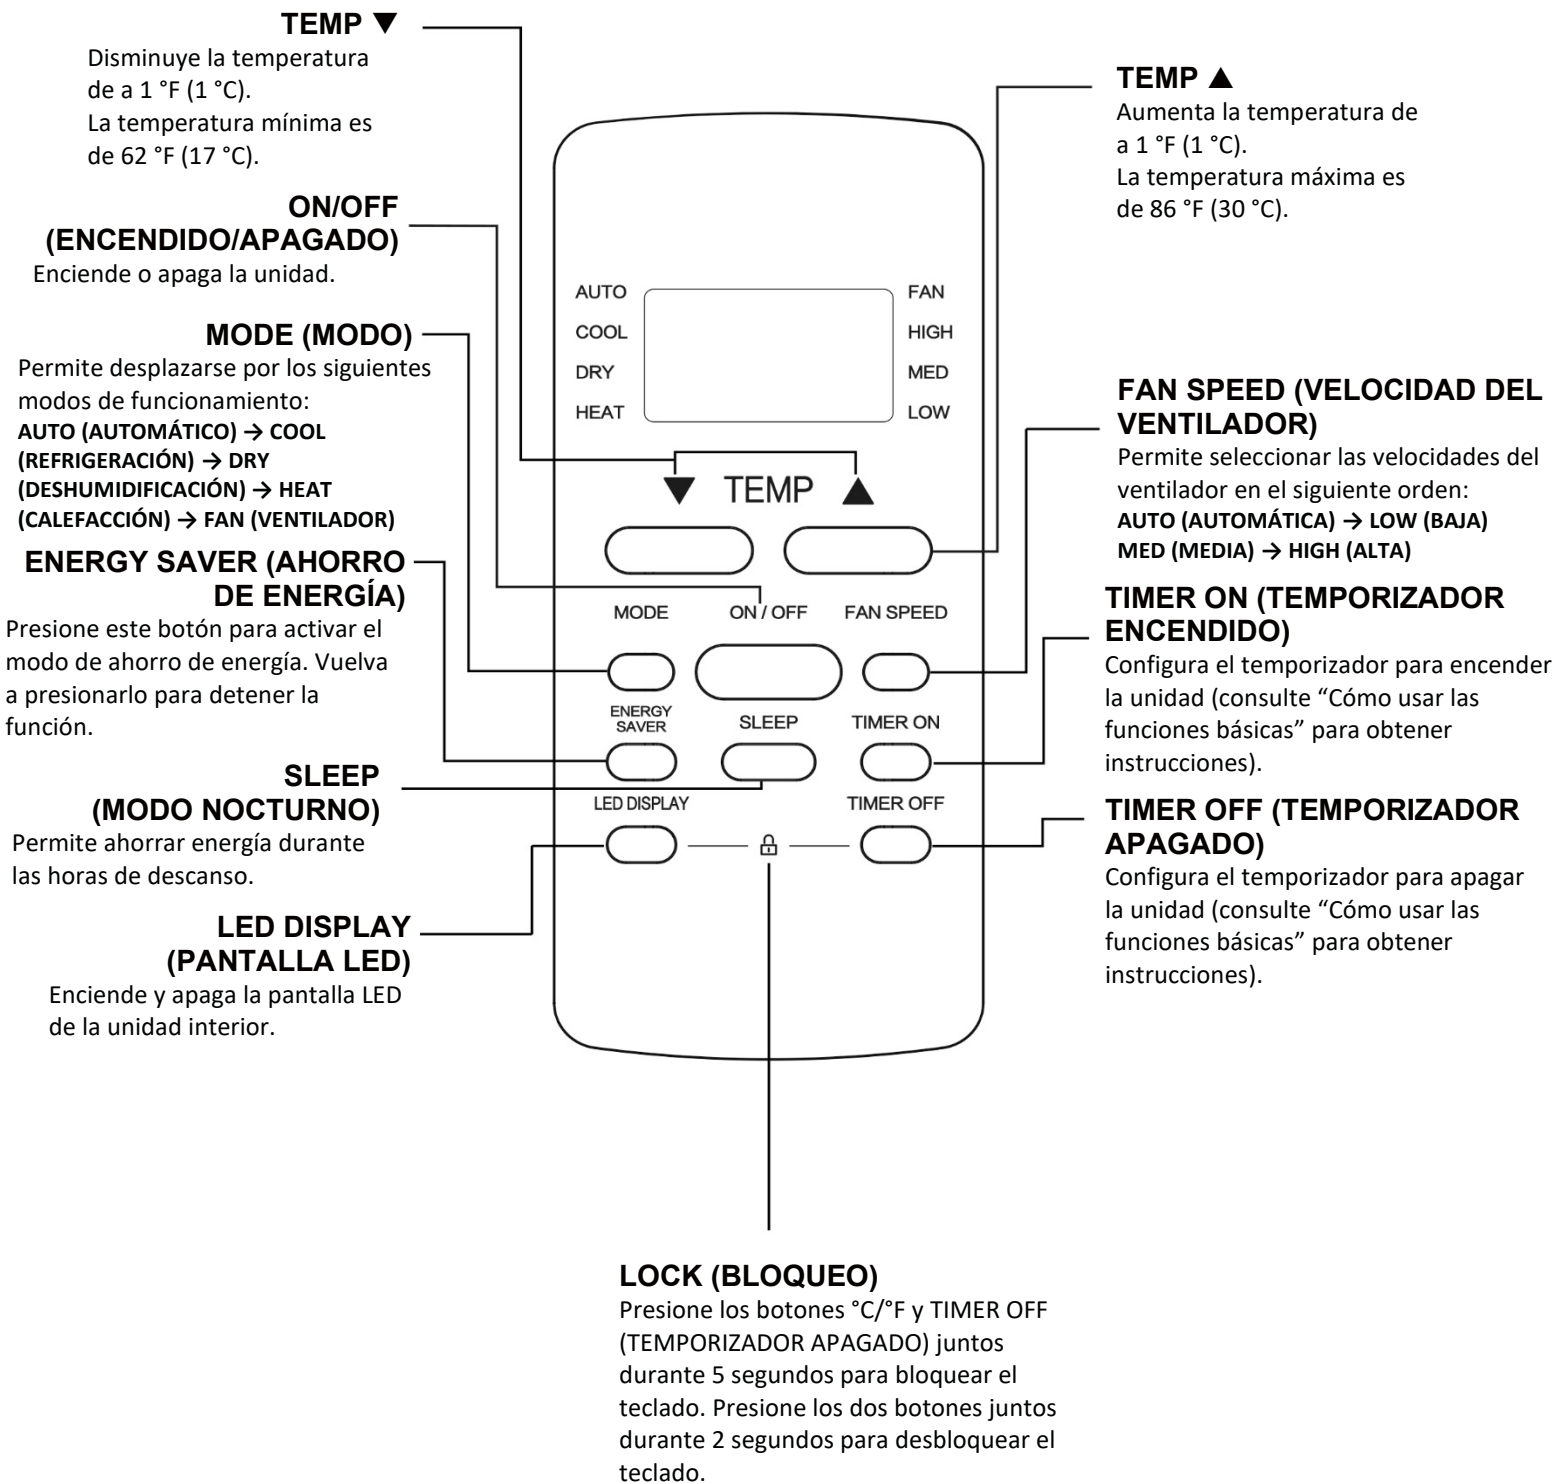 TEMP ▼
Disminuye la temperatura
de a 1 °F (1 °C).
La temperatura mínima es
de 62 °F (17 °C).
ON/OFF
(ENCENDIDO/APAGADO)
Enciende o apaga la unidad.
MODE (MODO)
Permite desplazarse por los siguientes
modos de funcionamiento:
AUTO (AUTOMÁTICO) → COOL
(REFRIGERACIÓN) → DRY
(DESHUMIDIFICACIÓN) → HEAT
(CALEFACCIÓN) → FAN (VENTILADOR)
ENERGY SAVER (AHORRO
DE ENERGÍA)
Presione este botón para activar el
modo de ahorro de energía. Vuelva
a presionarlo para detener la
función.
SLEEP
(MODO NOCTURNO)
Permite ahorrar energía durante
las horas de descanso.
LED DISPLAY
(PANTALLA LED)
Enciende y apaga la pantalla LED
de la unidad interior.
AUTO FAN
COOL HIGH
DRY MED
HEAT LOW
▼ TEMP ▲
MODE ON / OFF FAN SPEED
ENERGY
SAVER SLEEP TIMER ON
LED DISPLAY TIMER OFF
TEMP ▲
Aumenta la temperatura de
a 1 °F (1 °C).
La temperatura máxima es
de 86 °F (30 °C).
FAN SPEED (VELOCIDAD DEL
VENTILADOR)
Permite seleccionar las velocidades del
ventilador en el siguiente orden:
AUTO (AUTOMÁTICA) → LOW (BAJA)
MED (MEDIA) → HIGH (ALTA)
TIMER ON (TEMPORIZADOR
ENCENDIDO)
Configura el temporizador para encender
la unidad (consulte “Cómo usar las
funciones básicas” para obtener
instrucciones).
TIMER OFF (TEMPORIZADOR
APAGADO)
Configura el temporizador para apagar
la unidad (consulte “Cómo usar las
funciones básicas” para obtener
instrucciones).
LOCK (BLOQUEO)
Presione los botones °C/°F y TIMER OFF
(TEMPORIZADOR APAGADO) juntos
durante 5 segundos para bloquear el
teclado. Presione los dos botones juntos
durante 2 segundos para desbloquear el
teclado.